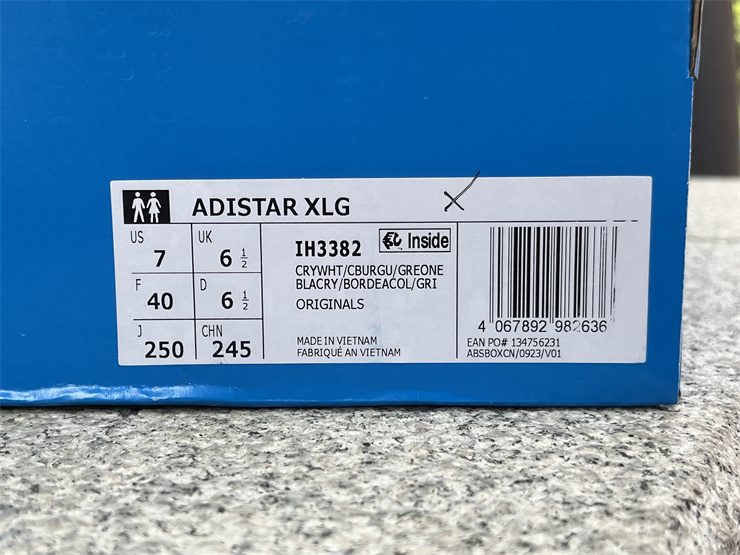 ADISTAR XLG
US 7 UK 6 1/2
F 40 D 6 1/2
J 250 CHN 245
IH3382 Inside
CRYWHT/CBURGU/GREONE
BLACRY/BORDEACOL/GRI
ORIGINALS
MADE IN VIETNAM
FABRIQUÉ AN VIETNAM
4 067892 982636
EAN PO# 134756231
ABSBOXCN/0923/V01